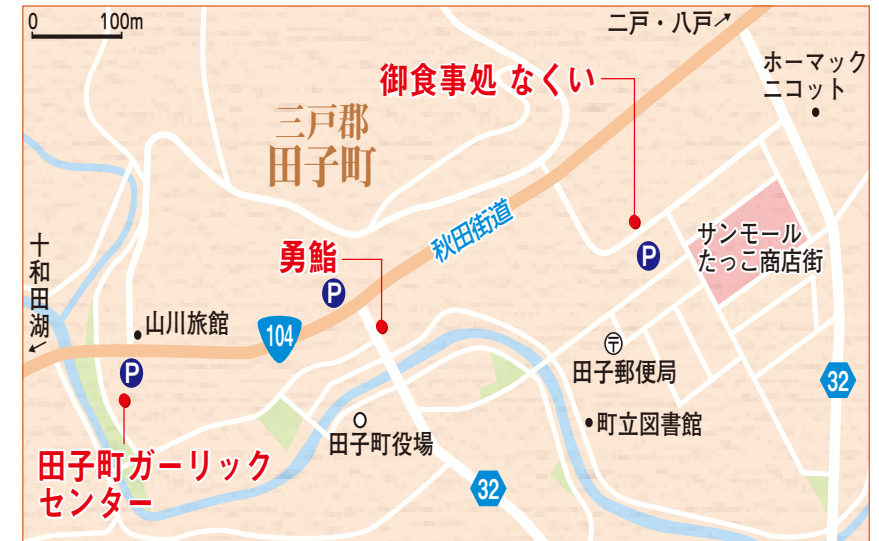 0 100m
二戸・八戸↗
ホーマック
ニコット
御食事処 なくい
三戸郡
田子町
秋田街道
サンモール
たっこ商店街
P
十和田湖←
勇鮨
P
山川旅館
104
P
〒
田子郵便局
32
町立図書館
田子町役場
田子町ガーリック
センター
32